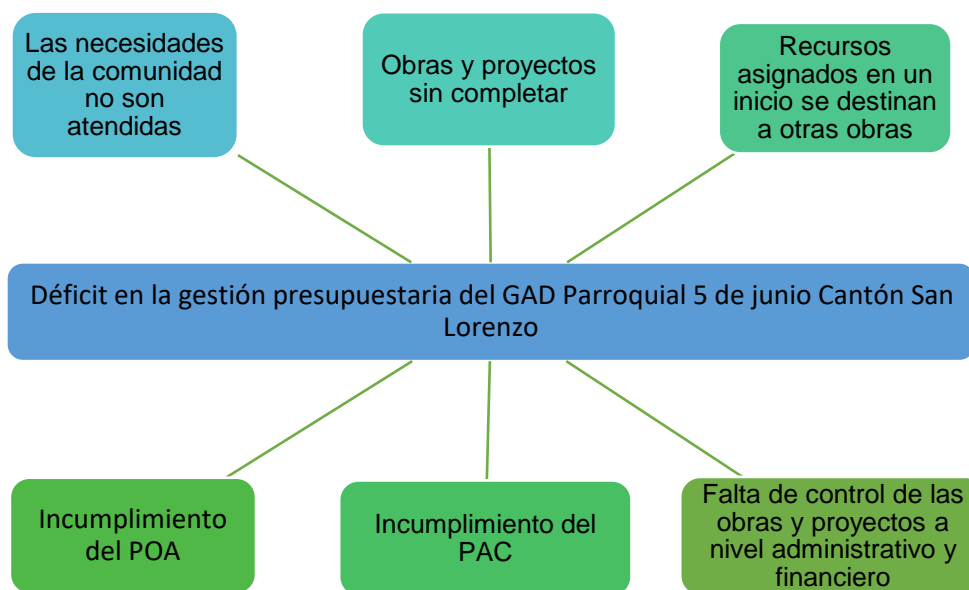 Las necesidades
de la comunidad
no son
atendidas
Obras y proyectos
sin completar
Recursos
asignados en un
inicio se destinan
a otras obras
Déficit en la gestión presupuestaria del GAD Parroquial 5 de junio Cantón San
Lorenzo
Incumplimiento
del POA
Incumplimiento del
PAC
Falta de control de las
obras y proyectos a
nivel administrativo y
financiero